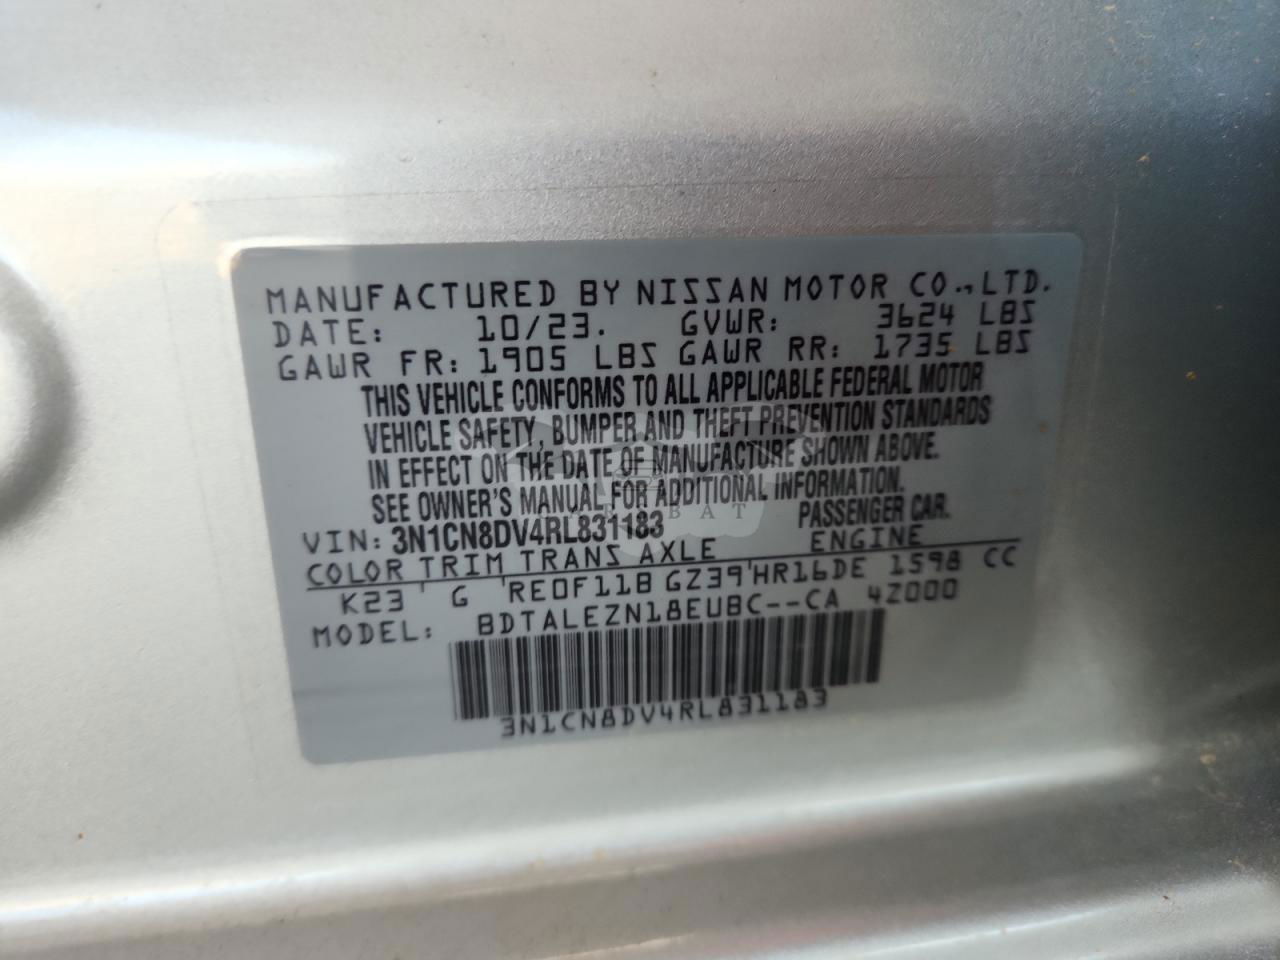 MANUFACTURED BY NISSAN MOTOR CO., LTD.
DATE: 10/23. GVWR: 3624 LBS
GAWR FR: 1905 LBS GAWR RR: 1735 LBS
THIS VEHICLE CONFORMS TO ALL APPLICABLE FEDERAL MOTOR
VEHICLE SAFETY, BUMPER AND THEFT PREVENTION STANDARDS
IN EFFECT ON THE DATE OF MANUFACTURE SHOWN ABOVE.
SEE OWNER'S MANUAL FOR ADDITIONAL INFORMATION.
VIN: 3N1CN8DV4RL831183 PASSENGER CAR.
COLOR TRIM TRANS AXLE ENGINE
K23 ' G 'RE0F11B GZ39'HR16DE 1598 CC
MODEL: BDTALEZN18EUBC--CA 4Z000
3N1CN8DV4RL831183